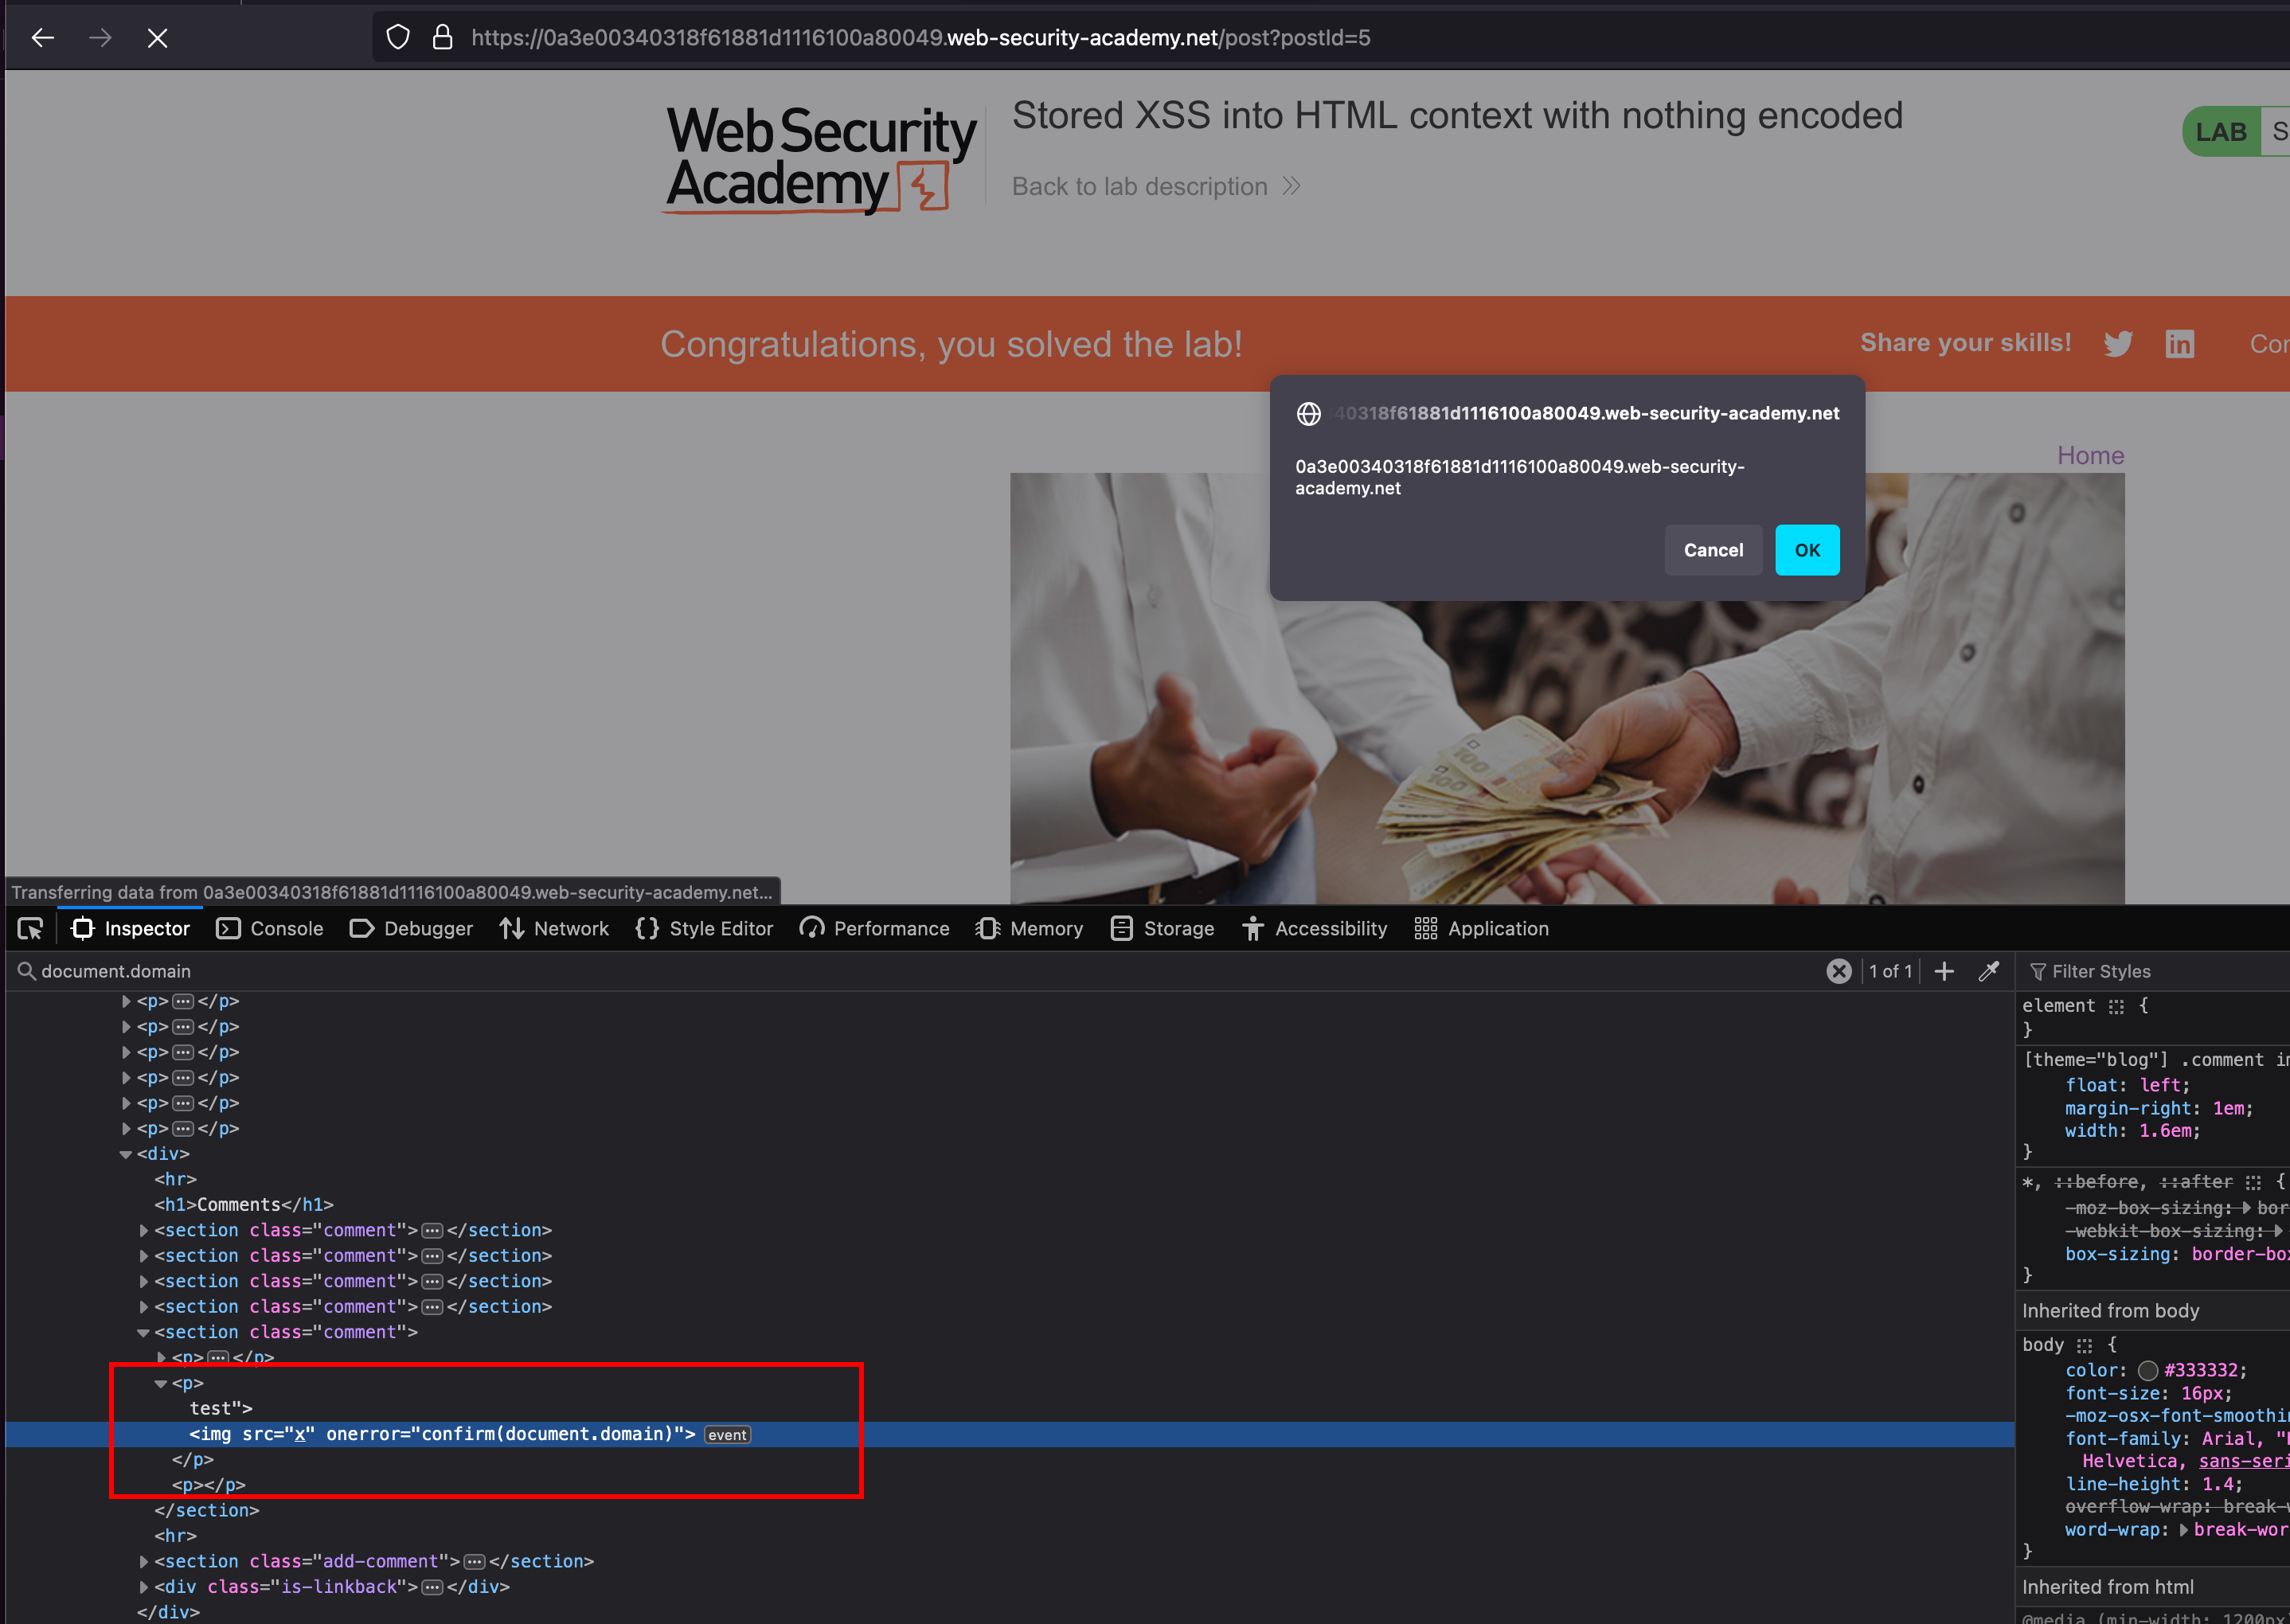 https://0a3e00340318f61881d1116100a80049.web-security-academy.net/post?postId=5
Web Security
Academy
Stored XSS into HTML context with nothing encoded
Back to lab description
LAB
S
Congratulations, you solved the lab!
Share your skills!
in
Con
40318f61881d1116100a80049.web-security-academy.net
0a3e00340318f61881d1116100a80049.web-security-
academy.net
Cancel
OK
Home
100
100
Transferring data from 0a3e00340318f61881d1116100a80049.web-security-academy.net...
Inspector Console Debugger Network Style Editor Performance Memory Storage Accessibility Application
document.domain
1 of 1
<p>···</p>
<p>···</p>
<p>···</p>
<p>···</p>
<p>···</p>
<p>···</p>
<div>
<hr>
<h1>Comments</h1>
<section class="comment">···</section>
<section class="comment">···</section>
<section class="comment">···</section>
<section class="comment">···</section>
<section class="comment">
<p>···</p>
<p>
test">
<img src="x" onerror="confirm(document.domain)"> event
</p>
<p></p>
</section>
<hr>
<section class="add-comment">···</section>
<div class="is-linkback">···</div>
</div>
Filter Styles
element {
}
[theme="blog"] .comment im
float: left;
margin-right: 1em;
width: 1.6em;
}
*, ::before, ::after {
-moz-box-sizing: bor
-webkit-box-sizing:
box-sizing: border-box
}
Inherited from body
body {
color: #333332;
font-size: 16px;
-moz-osx-font-smoothin
font-family: Arial, "
Helvetica, sans-seri
line-height: 1.4;
overflow-wrap: break-w
word-wrap: break-wor
}
Inherited from html
@media (min-width: 1200px